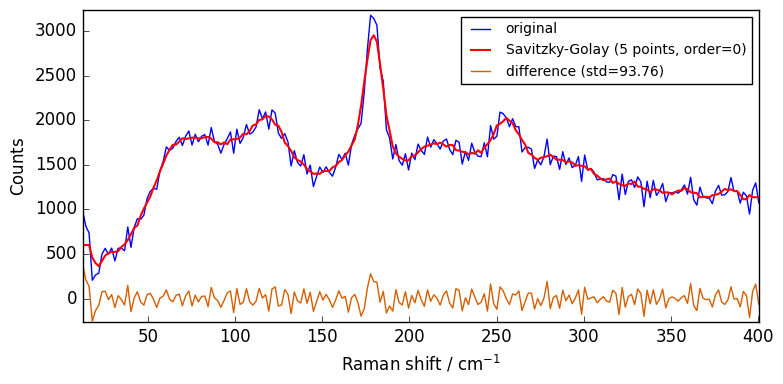 original
Savitzky-Golay (5 points, order=0)
difference (std=93.76)
3000
2500
2000
1500
1000
500
0
Counts
50 100 150 200 250 300 350 400
Raman shift / cm⁻¹